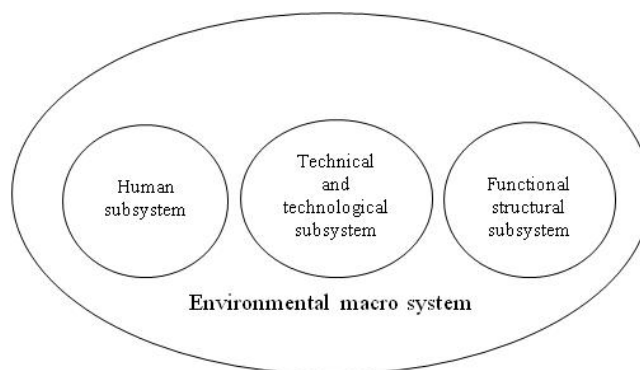 Human
subsystem
Technical
and
technological
subsystem
Functional
structural
subsystem
Environmental macro system